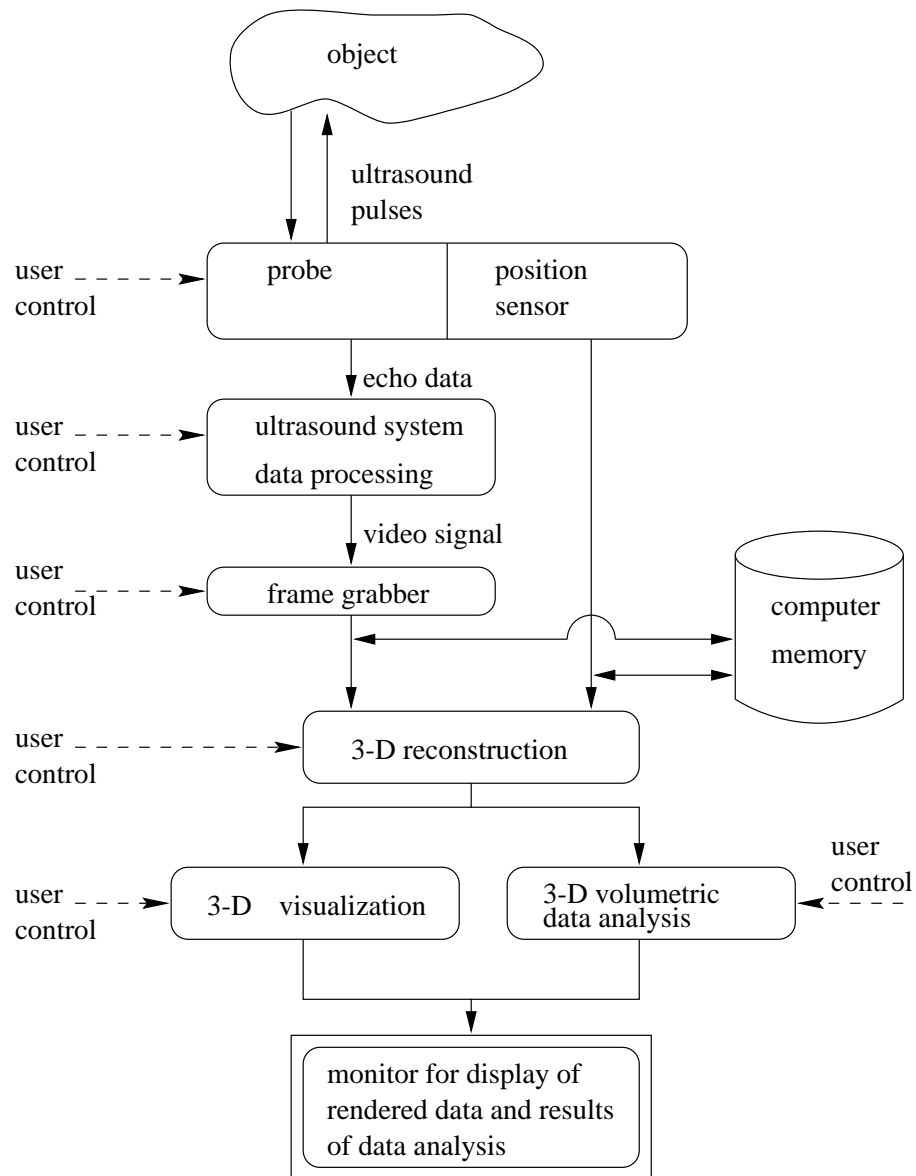 object
ultrasound
pulses
user
control
probe
position
sensor
echo data
user
control
ultrasound system
data processing
video signal
user
control
frame grabber
computer
memory
user
control
3-D reconstruction
user
control
3-D visualization
3-D volumetric
data analysis
user
control
monitor for display of
rendered data and results
of data analysis